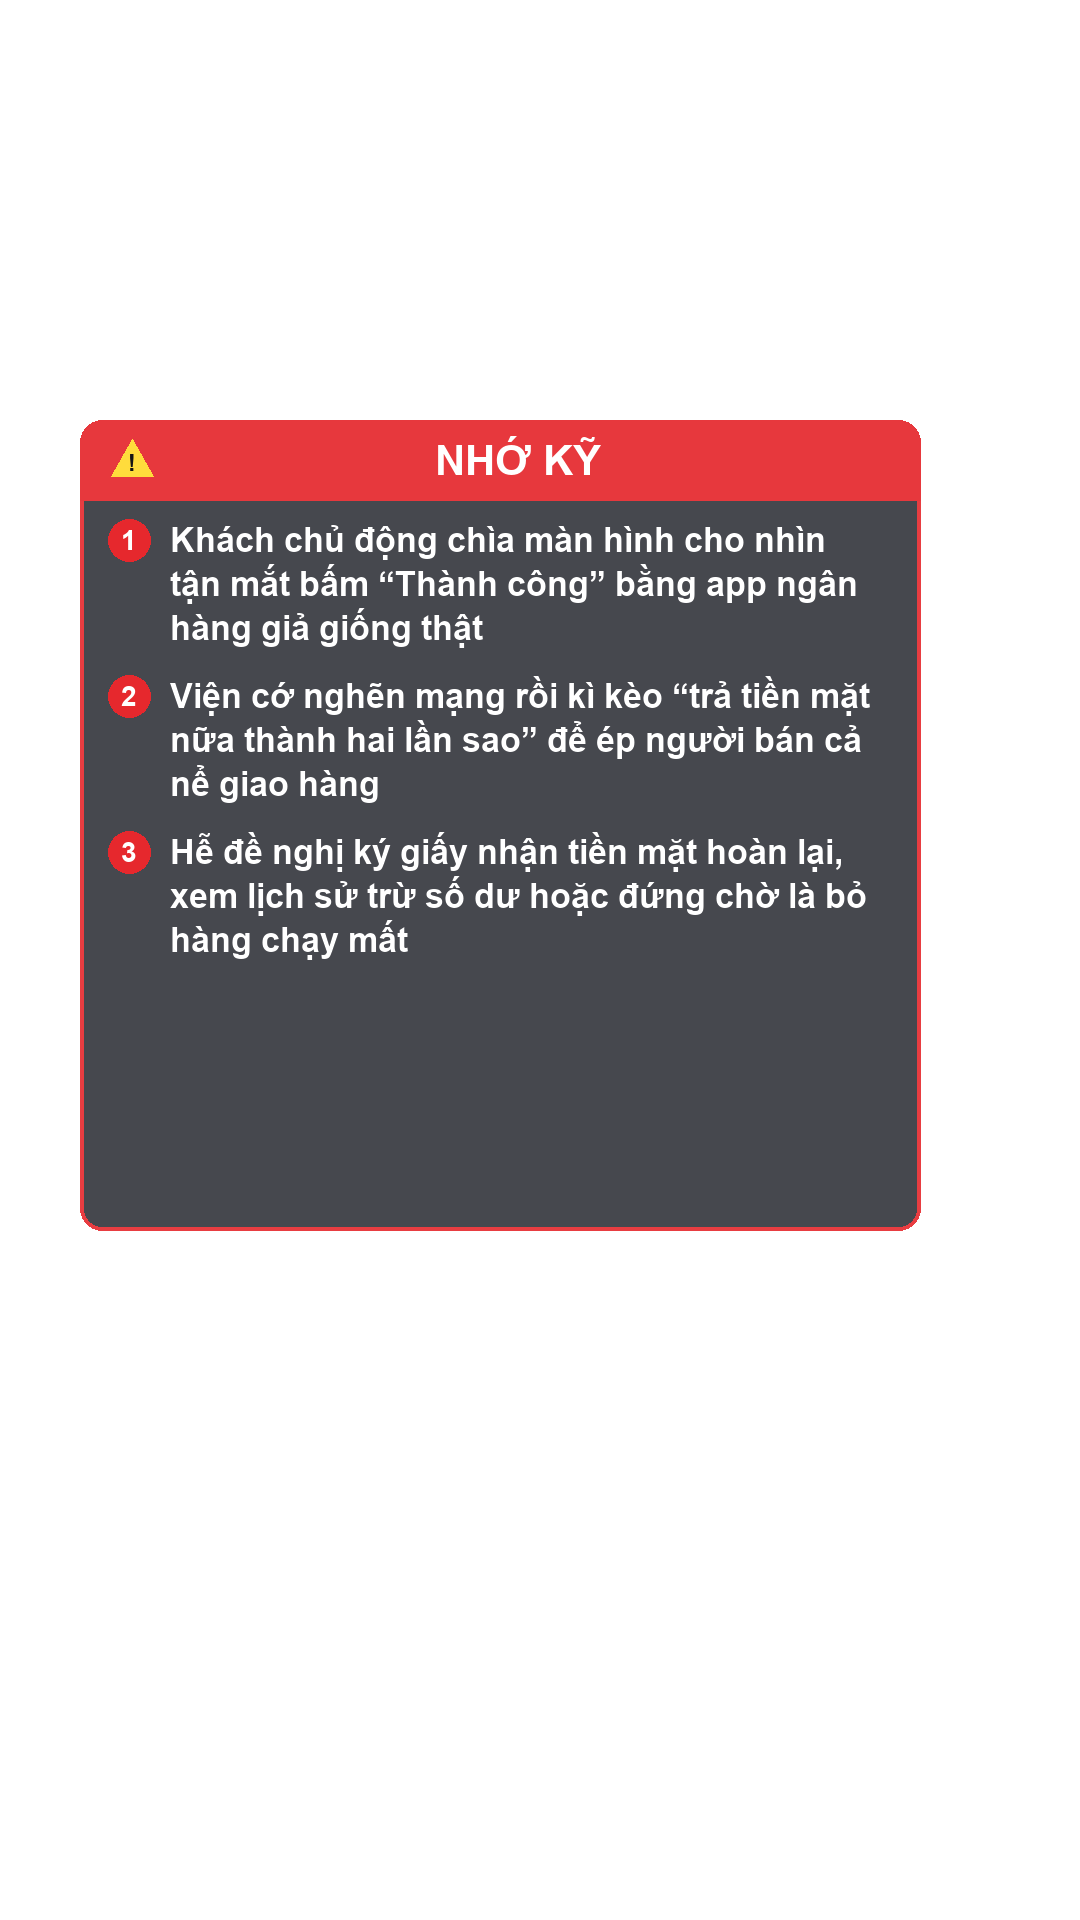 ! NHỚ KỸ
1 Khách chủ động chìa màn hình cho nhìn
tận mắt bấm “Thành công” bằng app ngân
hàng giả giống thật
2 Viện cớ nghẽn mạng rồi kì kèo “trả tiền mặt
nữa thành hai lần sao” để ép người bán cả
nể giao hàng
3 Hễ đề nghị ký giấy nhận tiền mặt hoàn lại,
xem lịch sử trừ số dư hoặc đứng chờ là bỏ
hàng chạy mất